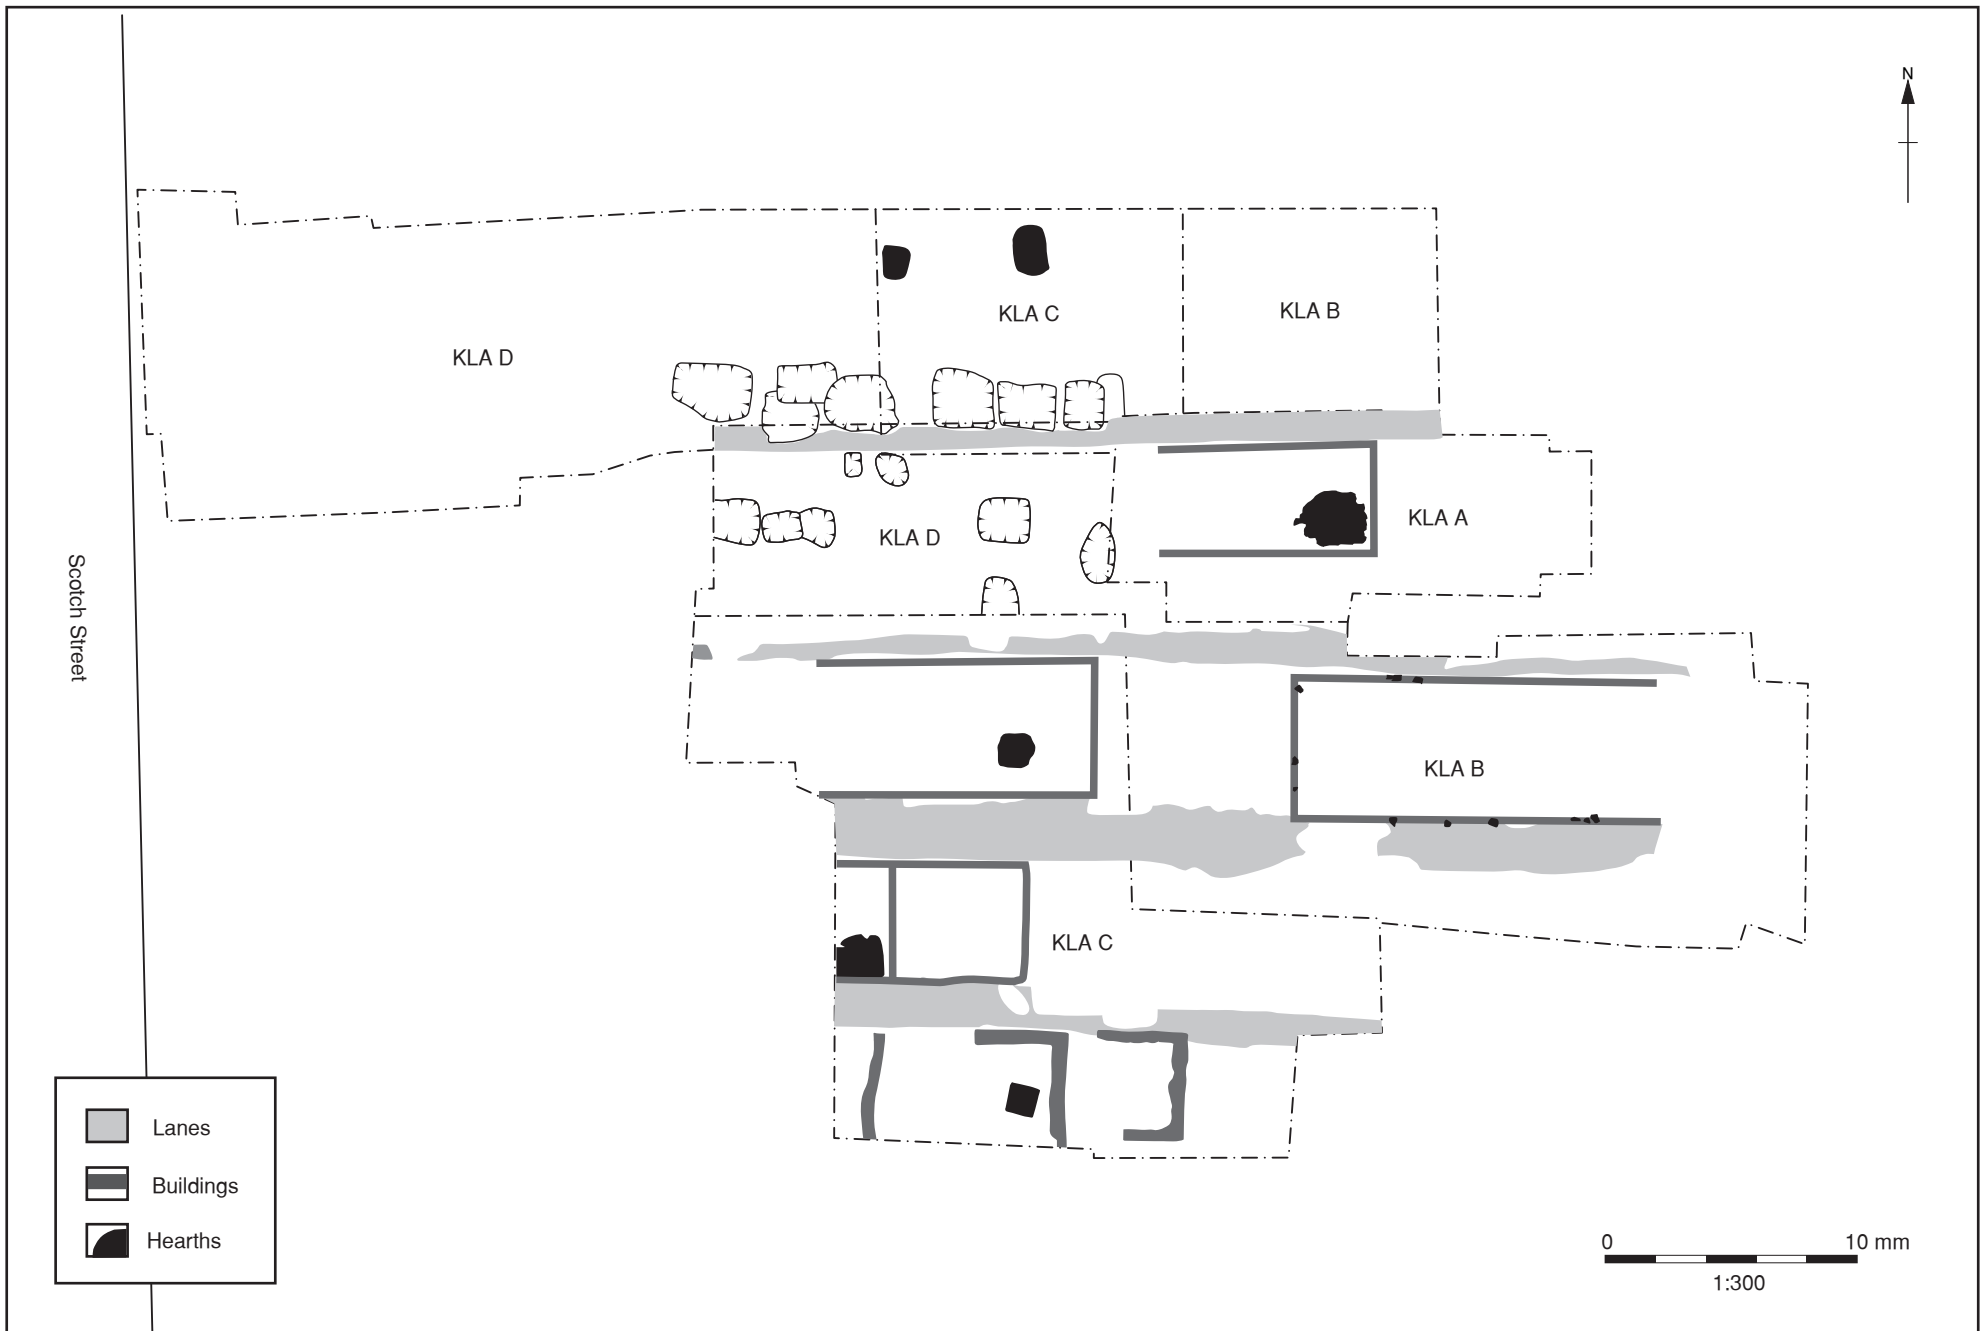 N
KLA C
KLA B
KLA D
KLA A
KLA D
Scotch Street
KLA B
KLA C
Lanes
Buildings
Hearths
0 10 mm
1:300